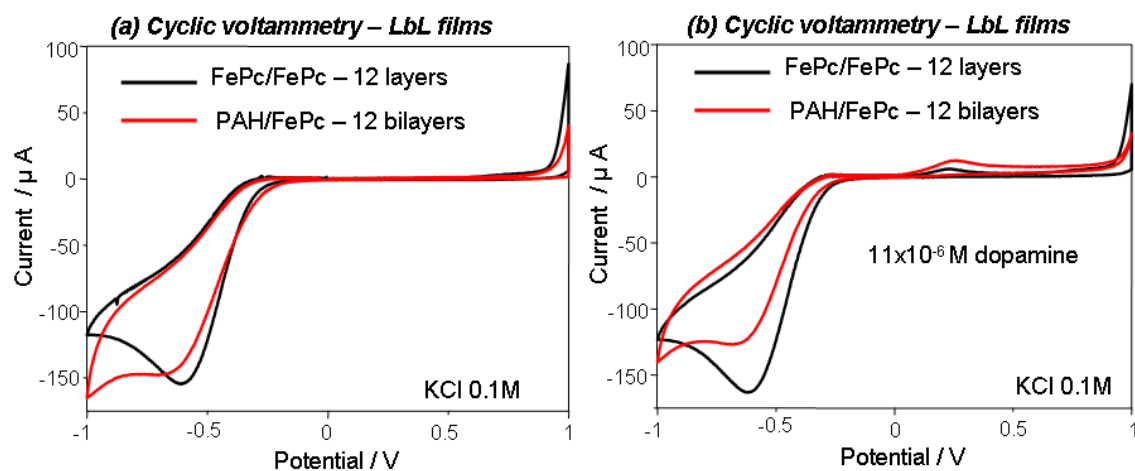 (a) Cyclic voltammetry – LbL films
100
50
0
-50
-100
-150
Current / µ A
FePc/FePc – 12 layers
PAH/FePc – 12 bilayers
KCl 0.1M
-1
-0.5
0
0.5
1
Potential / V
(b) Cyclic voltammetry – LbL films
100
50
0
-50
-100
-150
Current / µ A
FePc/FePc – 12 layers
PAH/FePc – 12 bilayers
11x10⁻⁶ M dopamine
KCl 0.1M
-1
-0.5
0
0.5
1
Potential / V